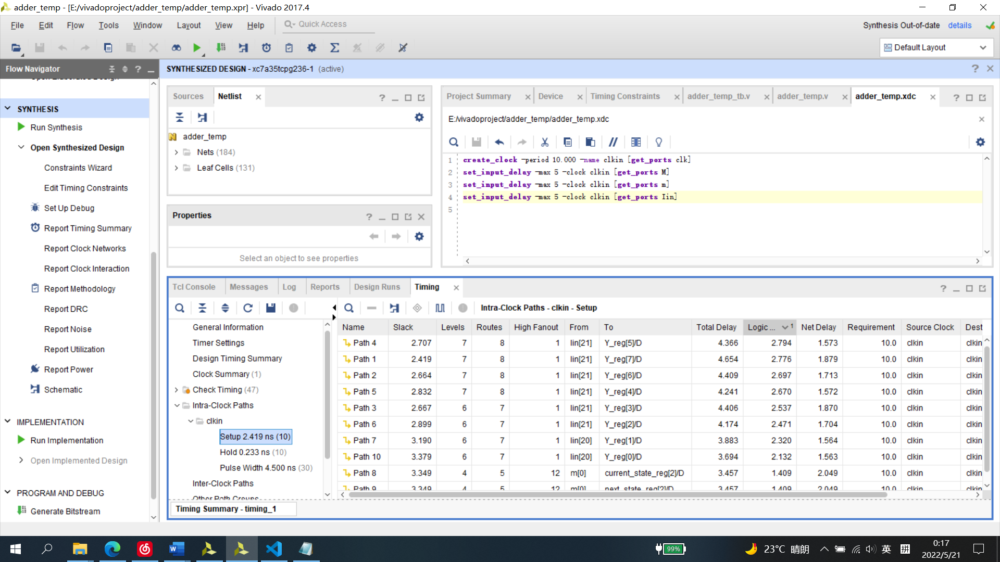 adder_temp - [E:/vivadoproject/adder_temp/adder_temp.xpr] - Vivado 2017.4
File Edit Flow Tools Window Layout View Help Quick Access
Synthesis Out-of-date details
Default Layout
Flow Navigator
SYNTHESIS
Run Synthesis
Open Synthesized Design
Constraints Wizard
Edit Timing Constraints
Set Up Debug
Report Timing Summary
Report Clock Networks
Report Clock Interaction
Report Methodology
Report DRC
Report Noise
Report Utilization
Report Power
Schematic
IMPLEMENTATION
Run Implementation
Open Implemented Design
PROGRAM AND DEBUG
Generate Bitstream
SYNTHESIZED DESIGN - xc7a35tcpg236-1 (active)
Sources Netlist
adder_temp
Nets (184)
Leaf Cells (131)
Properties
Select an object to see properties
Project Summary Device Timing Constraints adder_temp_tb.v adder_temp.v adder_temp.xdc
E:/vivadoproject/adder_temp/adder_temp.xdc
1 create_clock -period 10.000 -name clkin [get_ports clk]
2 set_input_delay -max 5 -clock clkin [get_ports M]
3 set_input_delay -max 5 -clock clkin [get_ports m]
4 set_input_delay -max 5 -clock clkin [get_ports Iin]
5
Tcl Console Messages Log Reports Design Runs Timing
General Information
Timer Settings
Design Timing Summary
Clock Summary (1)
Check Timing (47)
Intra-Clock Paths
clkin
Setup 2.419 ns (10)
Hold 0.233 ns (10)
Pulse Width 4.500 ns (30)
Inter-Clock Paths
Other Path Groups
Intra-Clock Paths - clkin - Setup
Name Slack Levels Routes High Fanout From To Total Delay Logic ... 1 Net Delay Requirement Source Clock Dest
Path 4 2.707 7 8 1 Iin[21] Y_reg[5]/D 4.366 2.794 1.573 10.0 clkin clkin
Path 1 2.419 7 8 1 Iin[21] Y_reg[7]/D 4.654 2.776 1.879 10.0 clkin clkin
Path 2 2.664 7 8 1 Iin[21] Y_reg[6]/D 4.409 2.697 1.713 10.0 clkin clkin
Path 5 2.832 7 8 1 Iin[21] Y_reg[4]/D 4.241 2.670 1.572 10.0 clkin clkin
Path 3 2.667 6 7 1 Iin[21] Y_reg[3]/D 4.406 2.537 1.870 10.0 clkin clkin
Path 6 2.899 6 7 1 Iin[21] Y_reg[2]/D 4.174 2.471 1.704 10.0 clkin clkin
Path 7 3.190 6 7 1 Iin[20] Y_reg[1]/D 3.883 2.320 1.564 10.0 clkin clkin
Path 10 3.379 6 7 1 Iin[20] Y_reg[0]/D 3.694 2.132 1.563 10.0 clkin clkin
Path 8 3.349 4 5 12 m[0] current_state_reg[2]/D 3.457 1.409 2.049 10.0 clkin clkin
Path 9 3.349 4 5 12 m[0] next_state_reg[2]/D 3.457 1.409 2.049 10.0 clkin clkin
Timing Summary - timing_1
99%
23°C 晴朗
英
拼
0:17
2022/5/21